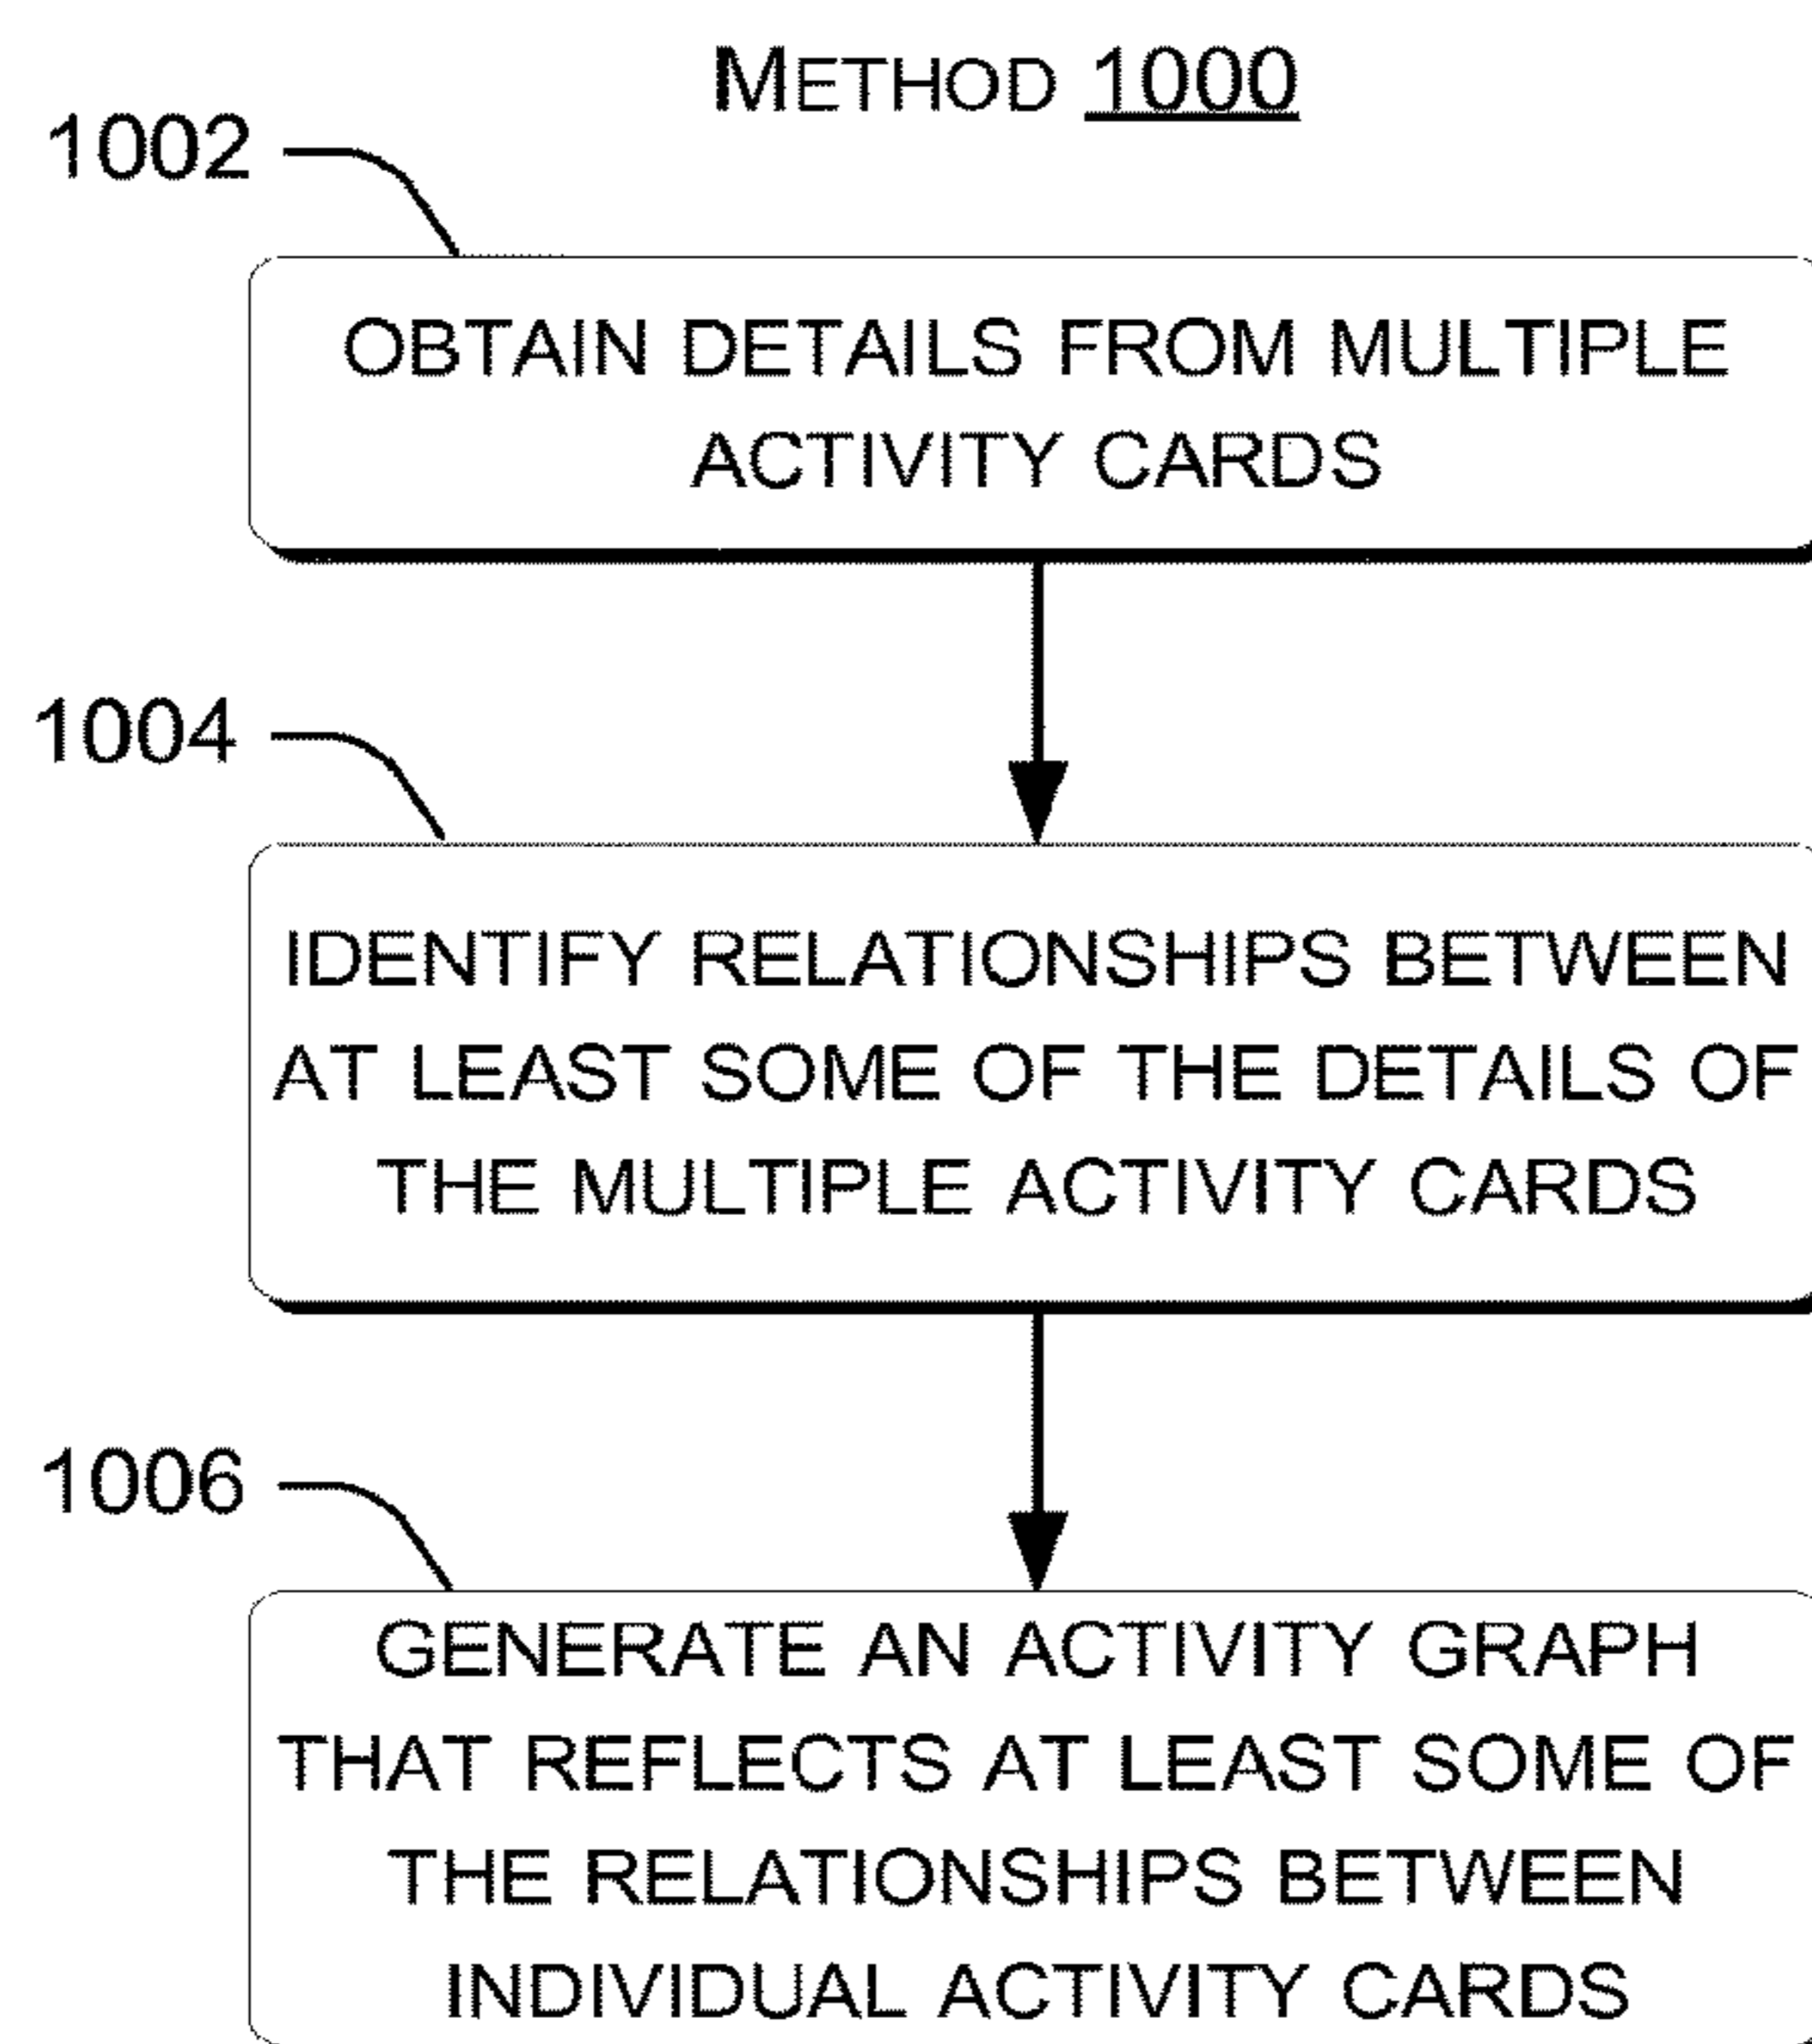 METHOD 1000
1002
OBTAIN DETAILS FROM MULTIPLE
ACTIVITY CARDS
1004
IDENTIFY RELATIONSHIPS BETWEEN
AT LEAST SOME OF THE DETAILS OF
THE MULTIPLE ACTIVITY CARDS
1006
GENERATE AN ACTIVITY GRAPH
THAT REFLECTS AT LEAST SOME OF
THE RELATIONSHIPS BETWEEN
INDIVIDUAL ACTIVITY CARDS